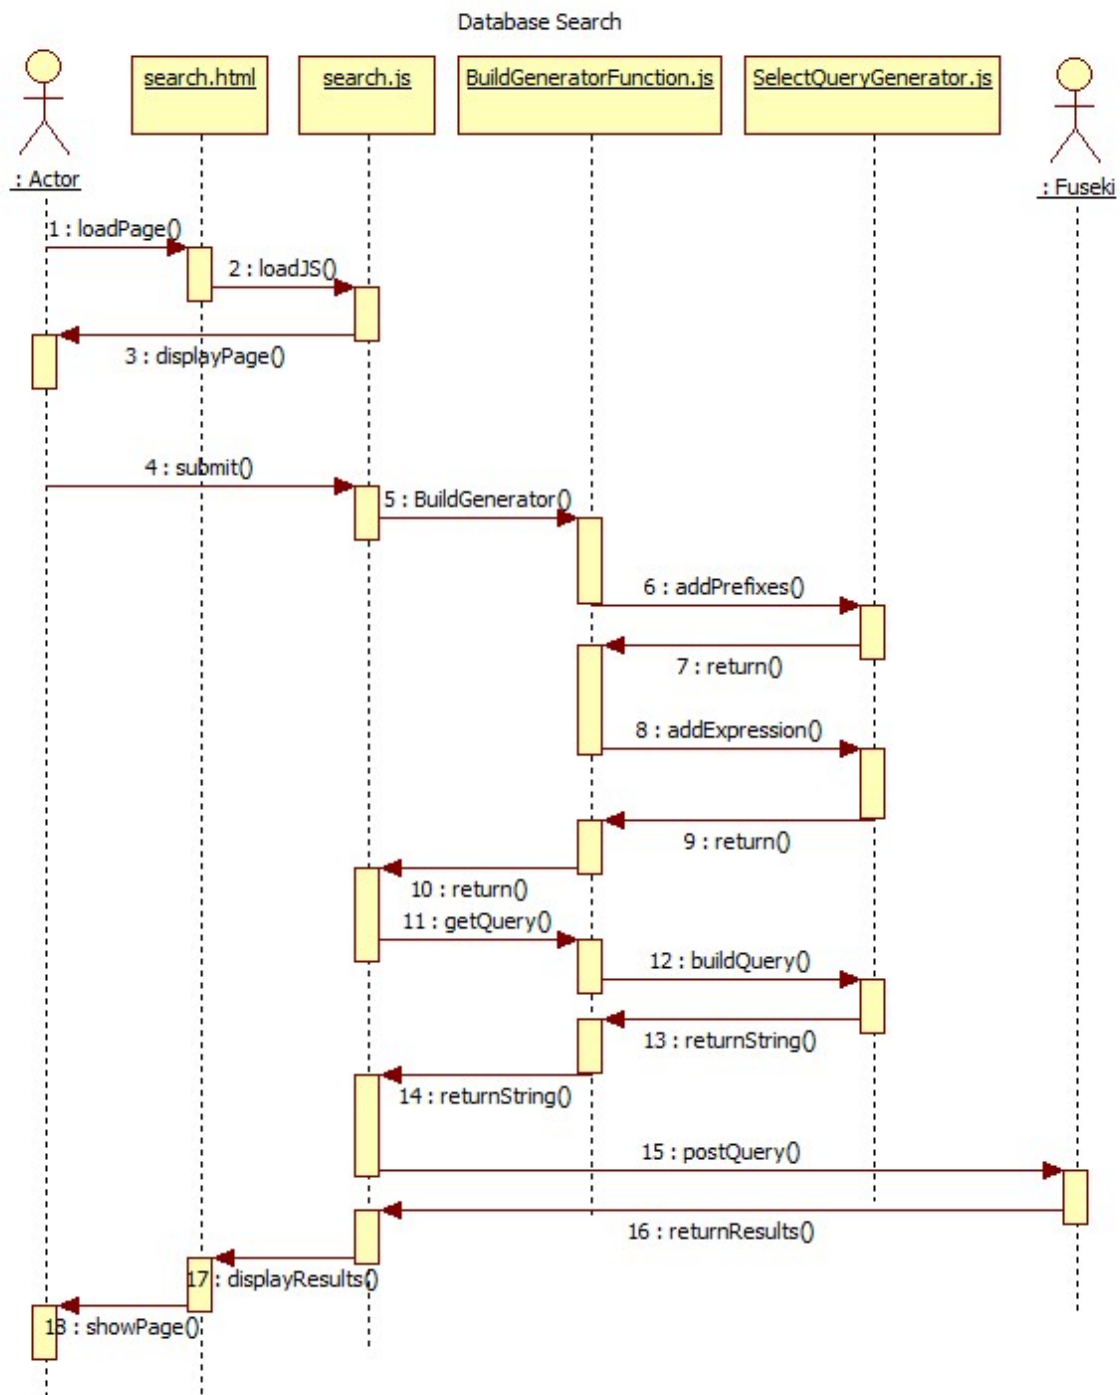 Database Search
search.html
search.js
BuildGeneratorFunction.js
SelectQueryGenerator.js
: Actor
: Fuseki
1 : loadPage()
2 : loadJS()
3 : displayPage()
4 : submit()
5 : BuildGenerator()
6 : addPrefixes()
7 : return()
8 : addExpression()
9 : return()
10 : return()
11 : getQuery()
12 : buildQuery()
13 : returnString()
14 : returnString()
15 : postQuery()
16 : returnResults()
17 : displayResults()
18 : showPage()